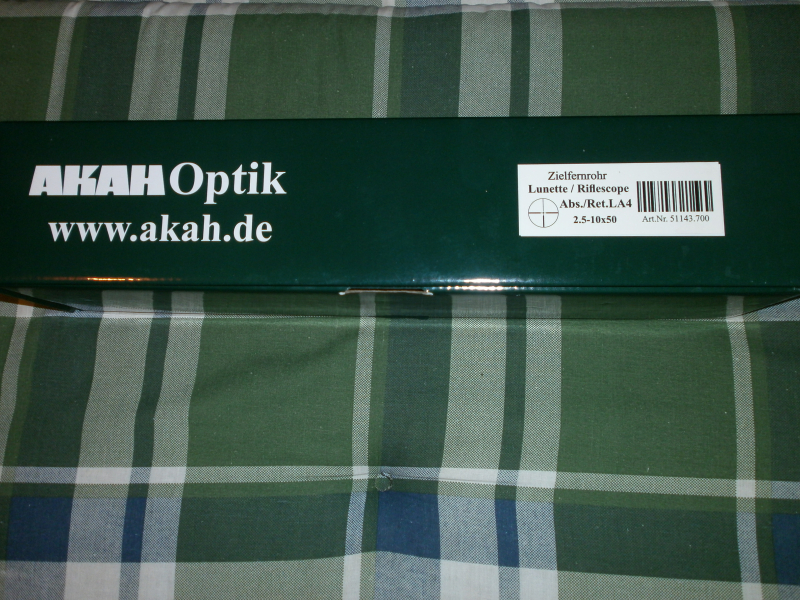 AKAH Optik
www.akah.de
Zielfernrohr
Lunette / Riflescope
Abs./Ret.LA4
2.5-10x50
Art.Nr. 51143.700